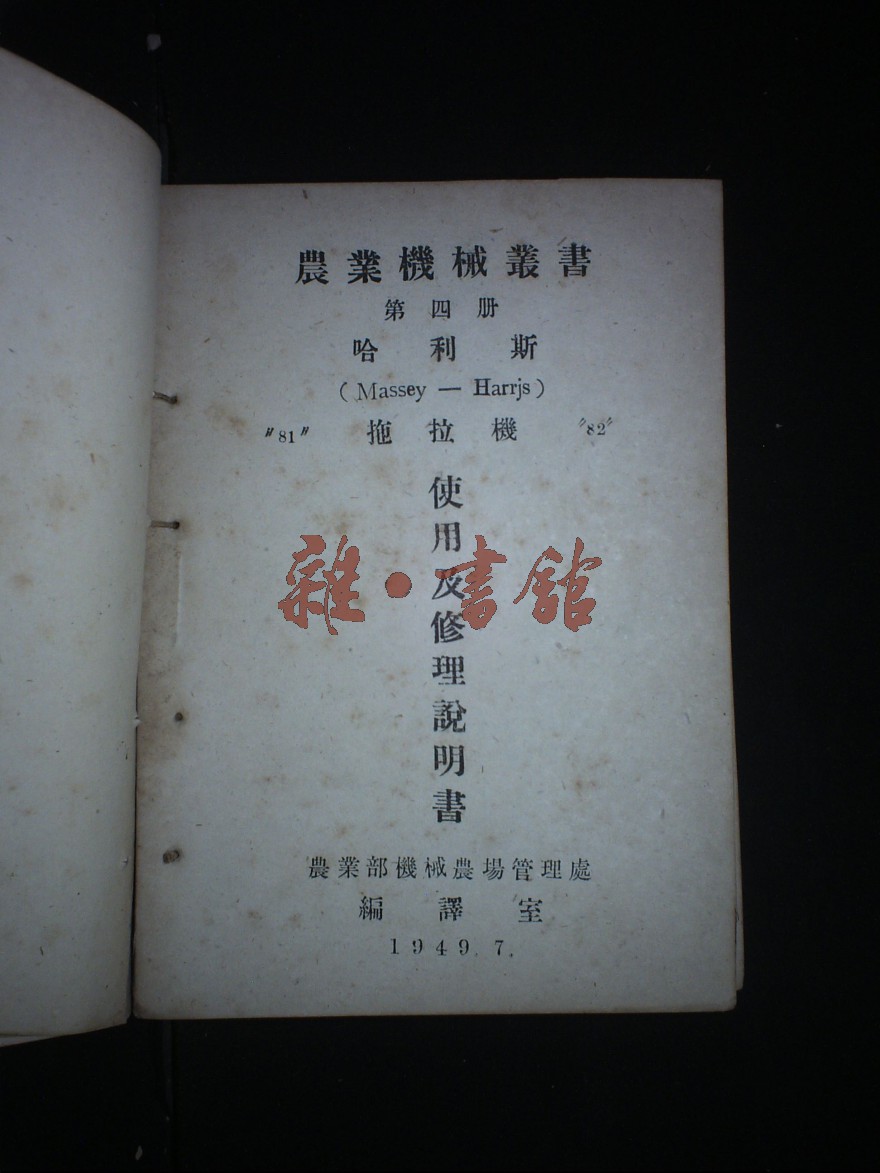 農業機械叢書
第四册
哈利斯
(Massey — Harrjs)
"81" 拖拉機 "82"
使用及修理說明書
雜·書館
農業部機械農場管理處
編譯室
1949.7.